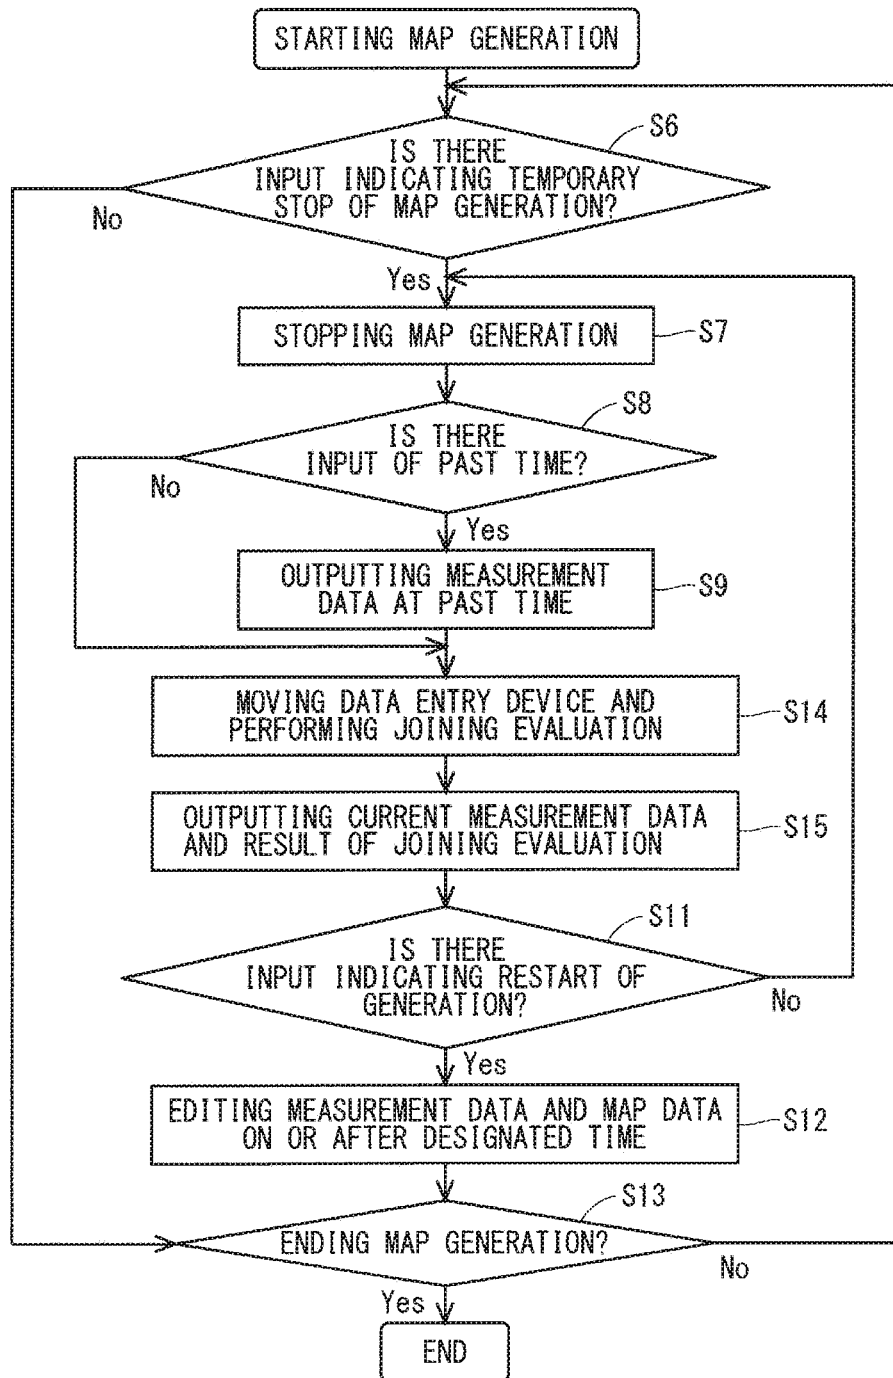 STARTING MAP GENERATION
S6
IS THERE
INPUT INDICATING TEMPORARY
STOP OF MAP GENERATION?
No
Yes
STOPPING MAP GENERATION
S7
S8
IS THERE
INPUT OF PAST TIME?
No
Yes
OUTPUTTING MEASUREMENT
DATA AT PAST TIME
S9
MOVING DATA ENTRY DEVICE AND
PERFORMING JOINING EVALUATION
S14
OUTPUTTING CURRENT MEASUREMENT DATA
AND RESULT OF JOINING EVALUATION
S15
S11
IS THERE
INPUT INDICATING RESTART OF
GENERATION?
No
Yes
EDITING MEASUREMENT DATA AND MAP DATA
ON OR AFTER DESIGNATED TIME
S12
S13
ENDING MAP GENERATION?
No
Yes
END